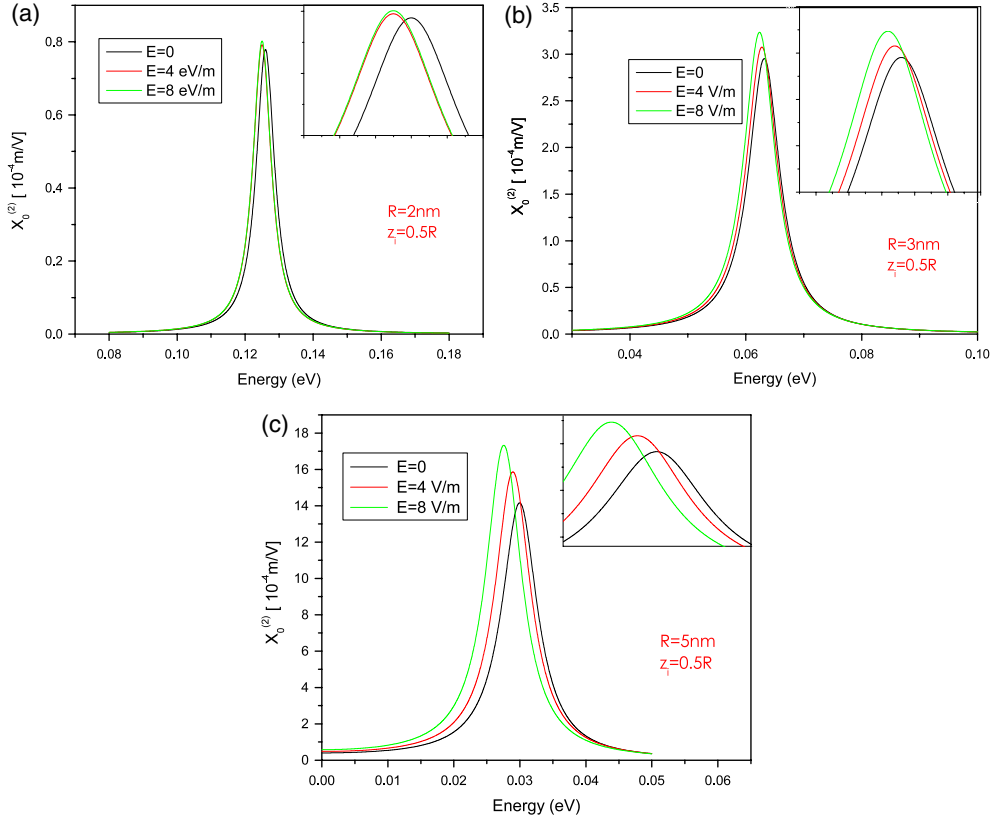 (a)
E=0
E=4 eV/m
E=8 eV/m
0.8
0.6
0.4
0.2
0.0
X₀⁽²⁾ [ 10⁻⁴m/V]
R=2nm
zᵢ=0.5R
0.08 0.10 0.12 0.14 0.16 0.18
Energy (eV)
(b)
E=0
E=4 V/m
E=8 V/m
3.5
3.0
2.5
2.0
1.5
1.0
0.5
0.0
X₀⁽²⁾ [ 10⁻⁴m/V]
R=3nm
zᵢ=0.5R
0.04 0.06 0.08 0.10
Energy (eV)
(c)
E=0
E=4 V/m
E=8 V/m
18
16
14
12
10
8
6
4
2
0
X₀⁽²⁾ [ 10⁻⁴m/V]
R=5nm
zᵢ=0.5R
0.00 0.01 0.02 0.03 0.04 0.05 0.06
Energy (eV)